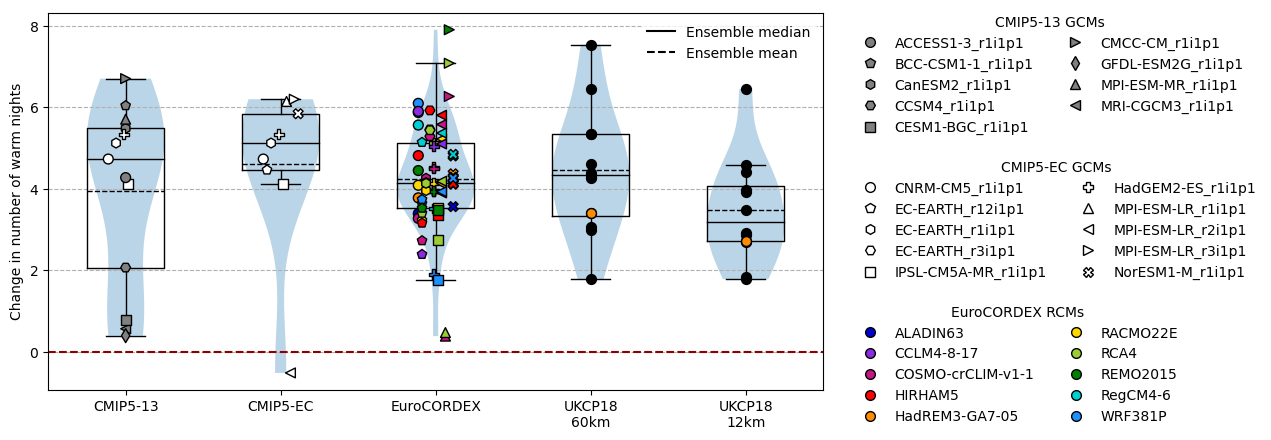 Change in number of warm nights
8
6
4
2
0
Ensemble median
Ensemble mean
CMIP5-13
CMIP5-EC
EuroCORDEX
UKCP18
60km
UKCP18
12km
CMIP5-13 GCMs
ACCESS1-3_r1i1p1
BCC-CSM1-1_r1i1p1
CanESM2_r1i1p1
CCSM4_r1i1p1
CESM1-BGC_r1i1p1
CMCC-CM_r1i1p1
GFDL-ESM2G_r1i1p1
MPI-ESM-MR_r1i1p1
MRI-CGCM3_r1i1p1
CMIP5-EC GCMs
CNRM-CM5_r1i1p1
EC-EARTH_r12i1p1
EC-EARTH_r1i1p1
EC-EARTH_r3i1p1
IPSL-CM5A-MR_r1i1p1
HadGEM2-ES_r1i1p1
MPI-ESM-LR_r1i1p1
MPI-ESM-LR_r2i1p1
MPI-ESM-LR_r3i1p1
NorESM1-M_r1i1p1
EuroCORDEX RCMs
ALADIN63
CCLM4-8-17
COSMO-crCLIM-v1-1
HIRHAM5
HadREM3-GA7-05
RACMO22E
RCA4
REMO2015
RegCM4-6
WRF381P